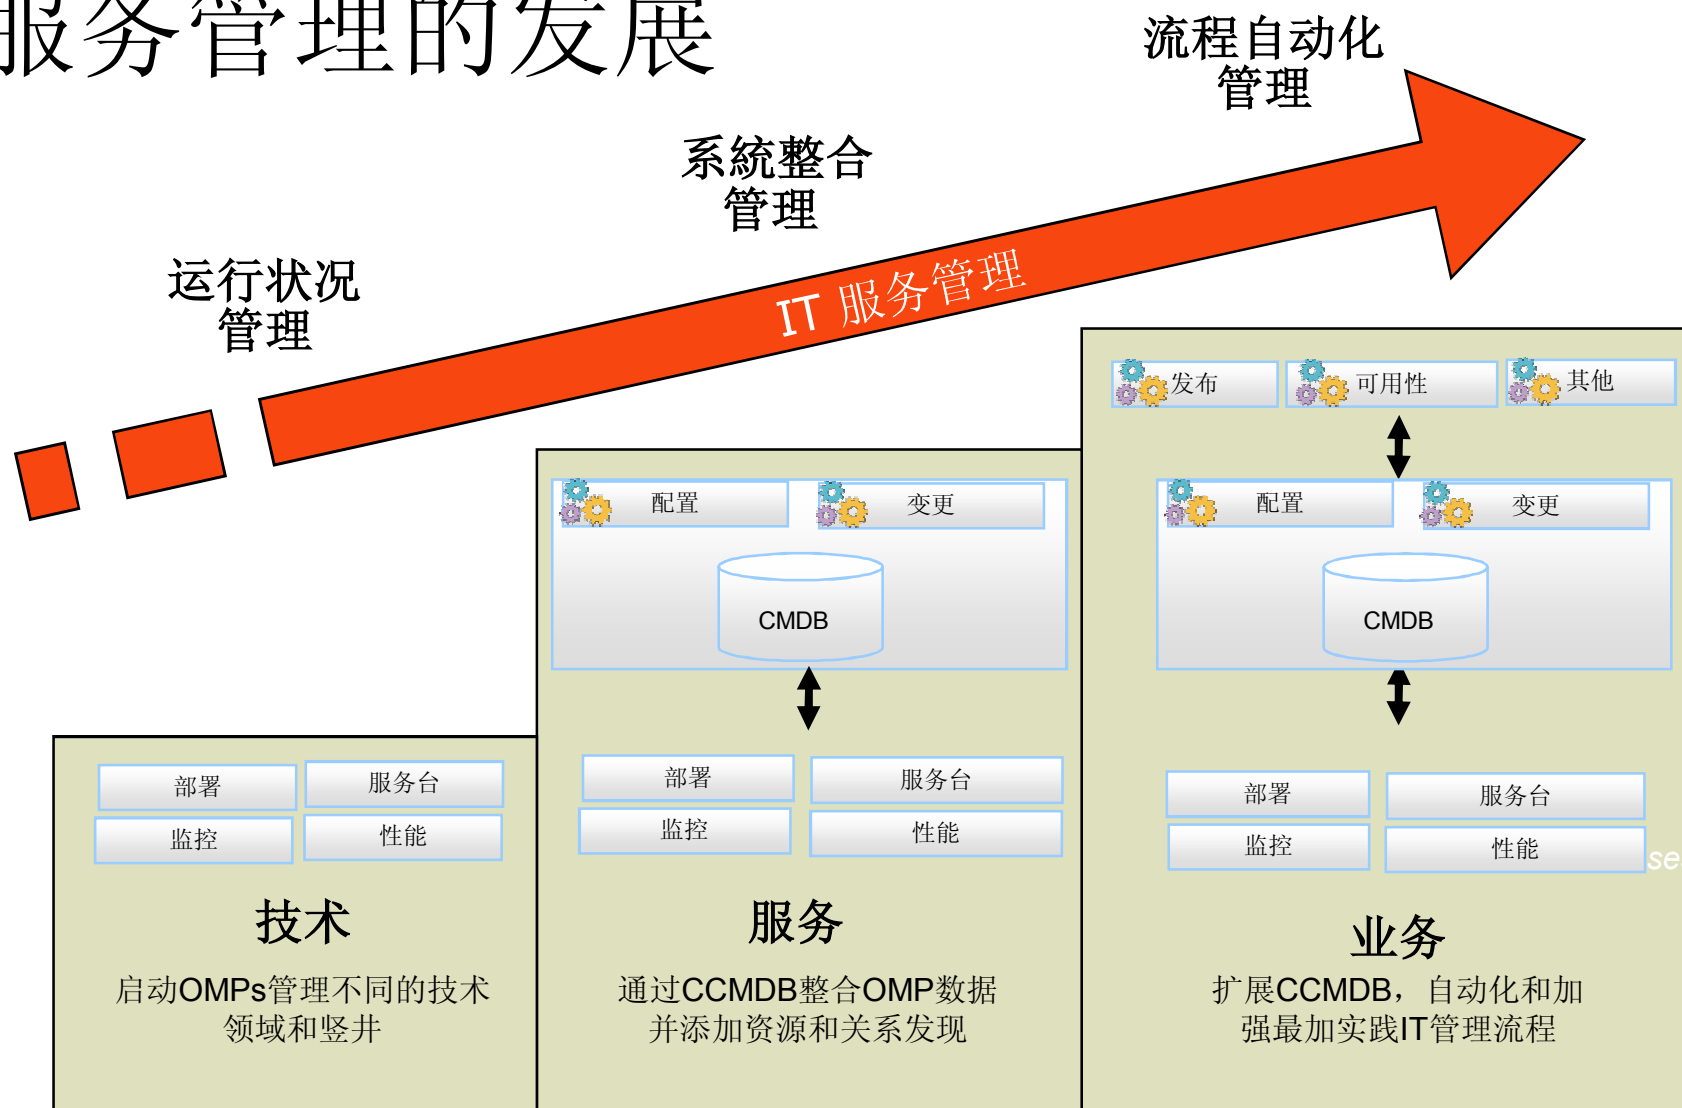 服务管理的发展
流程自动化
管理
系統整合
管理
运行状况
管理
IT 服务管理
发布
可用性
其他
配置
变更
CMDB
配置
变更
CMDB
部署
服务台
监控
性能
技术
启动OMPs管理不同的技术
领域和竖井
部署
服务台
监控
性能
服务
通过CCMDB整合OMP数据
并添加资源和关系发现
部署
服务台
监控
性能
se
业务
扩展CCMDB，自动化和加
强最加实践IT管理流程